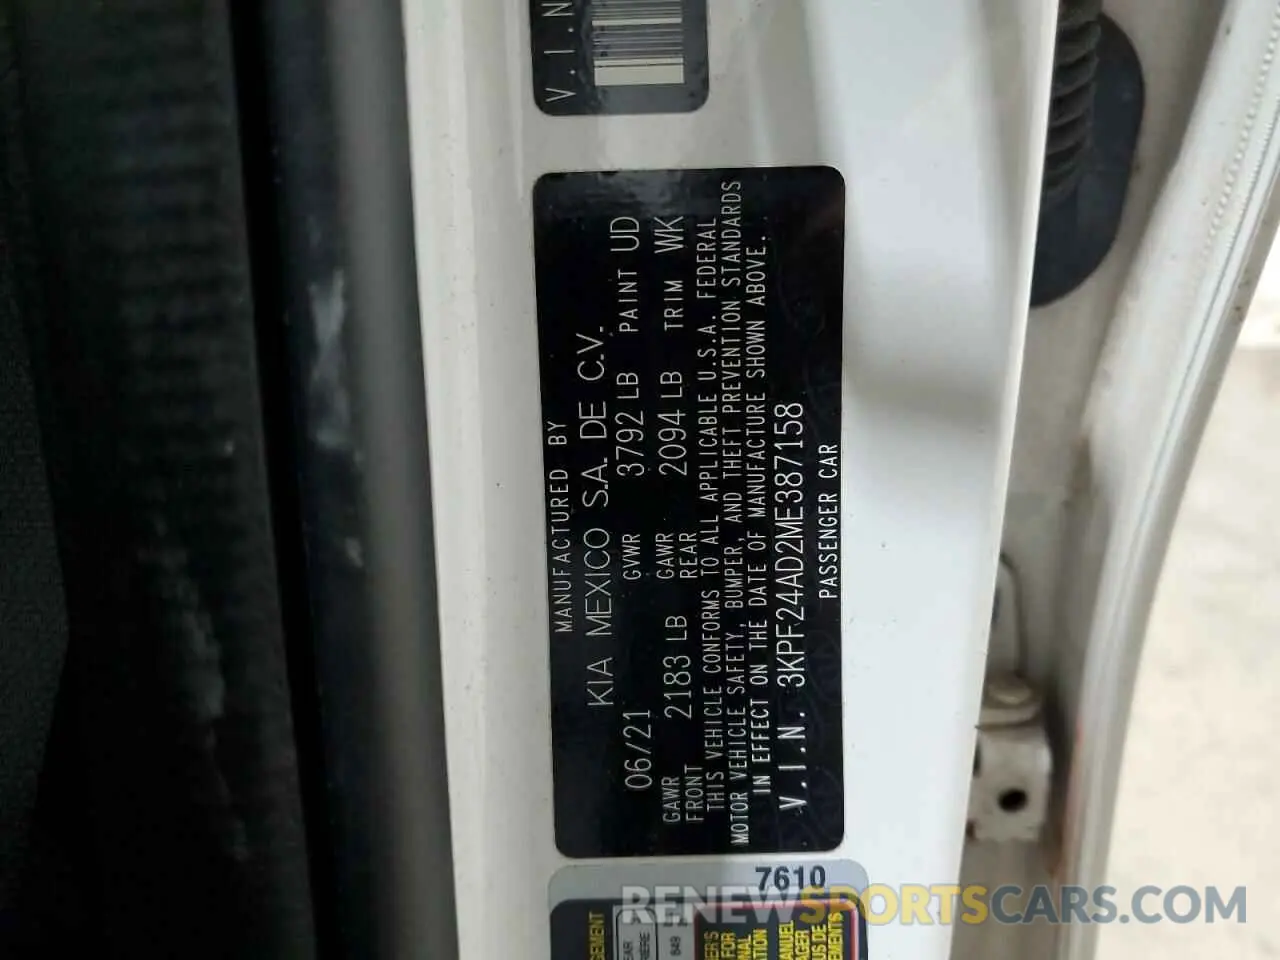 V.I.N
MANUFACTURED BY
KIA MEXICO S.A. DE C.V.
06/21 GVWR 3792 LB PAINT UD
GAWR FRONT 2183 LB GAWR REAR 2094 LB TRIM WK
THIS VEHICLE CONFORMS TO ALL APPLICABLE U.S.A. FEDERAL
MOTOR VEHICLE SAFETY, BUMPER, AND THEFT PREVENTION STANDARDS
IN EFFECT ON THE DATE OF MANUFACTURE SHOWN ABOVE.
V.I.N. 3KPF24AD2ME387158
PASSENGER CAR
7610
RENEWSPORTSCARS.COM